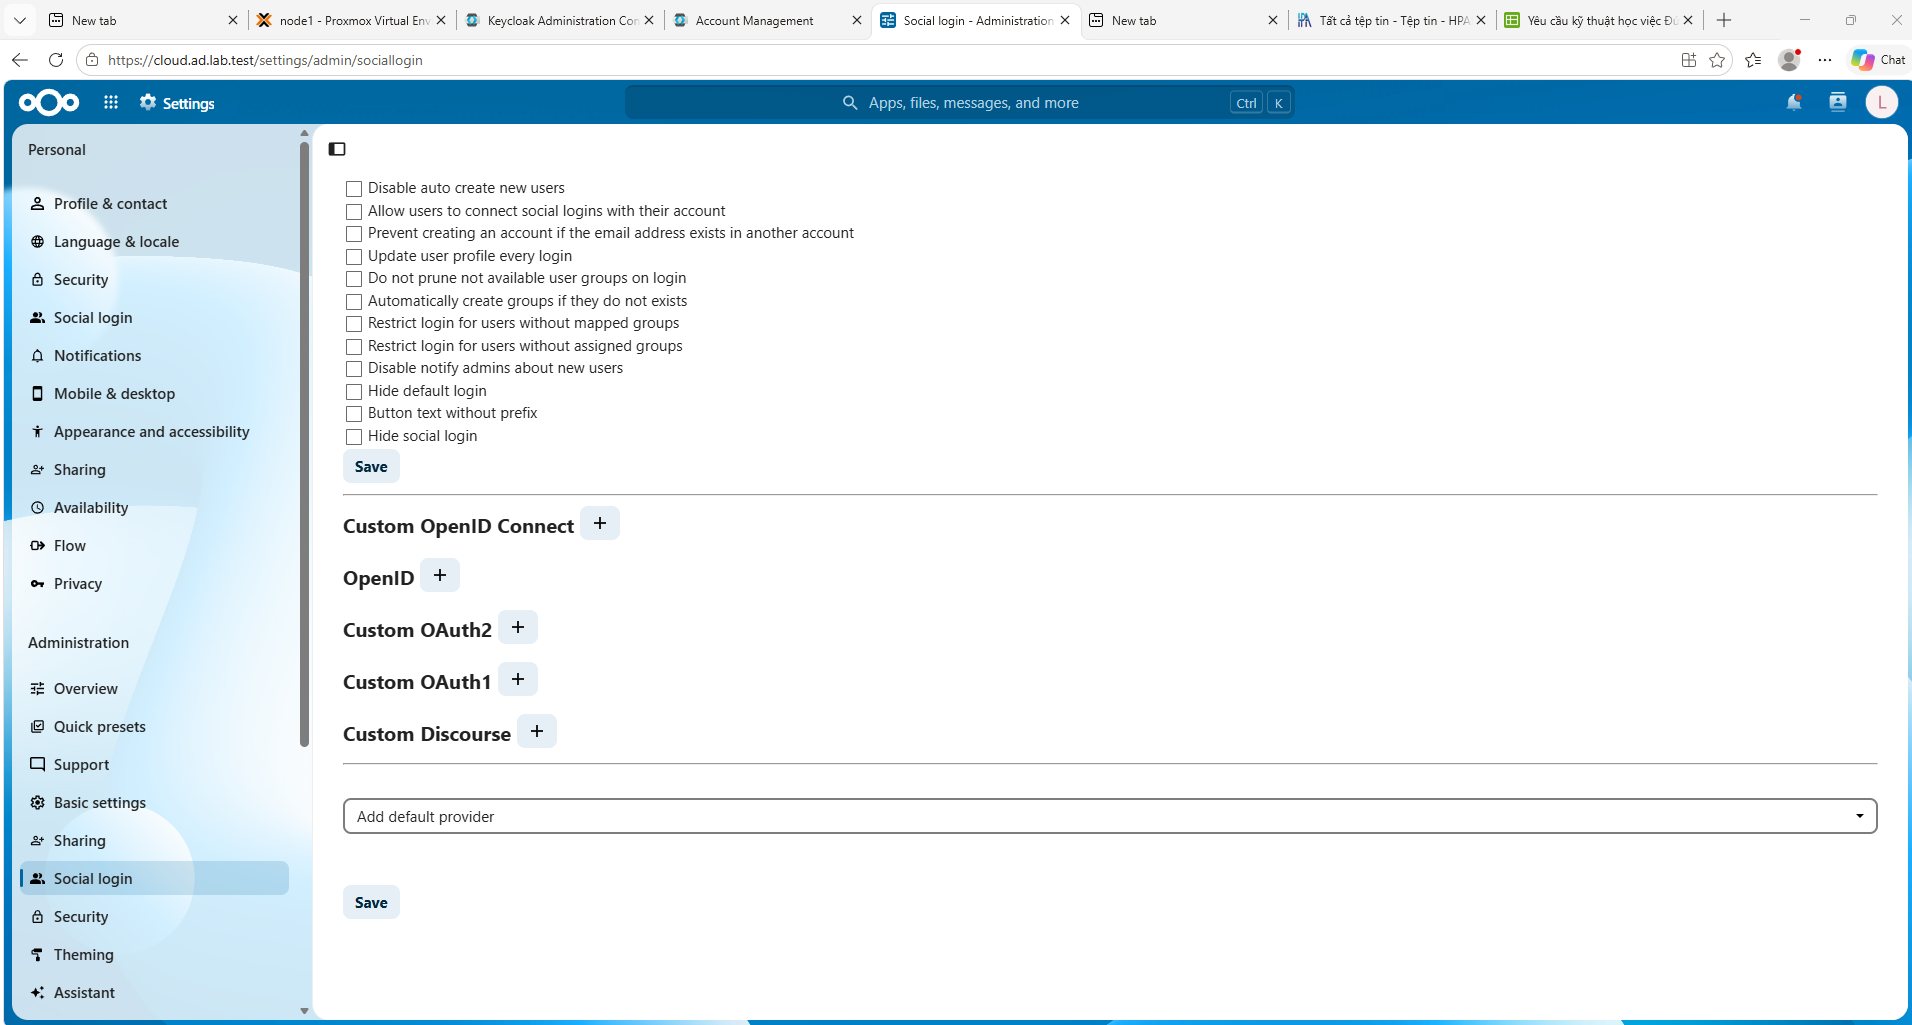 New tab
node1 - Proxmox Virtual Env
Keycloak Administration Con
Account Management
Social login - Administration
New tab
Tất cả tệp tin - Tệp tin - HPA
Yêu cầu kỹ thuật học việc Đứ
https://cloud.ad.lab.test/settings/admin/sociallogin
Chat
Settings
Apps, files, messages, and more
Ctrl K
L
Personal
Profile & contact
Language & locale
Security
Social login
Notifications
Mobile & desktop
Appearance and accessibility
Sharing
Availability
Flow
Privacy
Administration
Overview
Quick presets
Support
Basic settings
Sharing
Social login
Security
Theming
Assistant
Disable auto create new users
Allow users to connect social logins with their account
Prevent creating an account if the email address exists in another account
Update user profile every login
Do not prune not available user groups on login
Automatically create groups if they do not exists
Restrict login for users without mapped groups
Restrict login for users without assigned groups
Disable notify admins about new users
Hide default login
Button text without prefix
Hide social login
Save
Custom OpenID Connect +
OpenID +
Custom OAuth2 +
Custom OAuth1 +
Custom Discourse +
Add default provider
Save